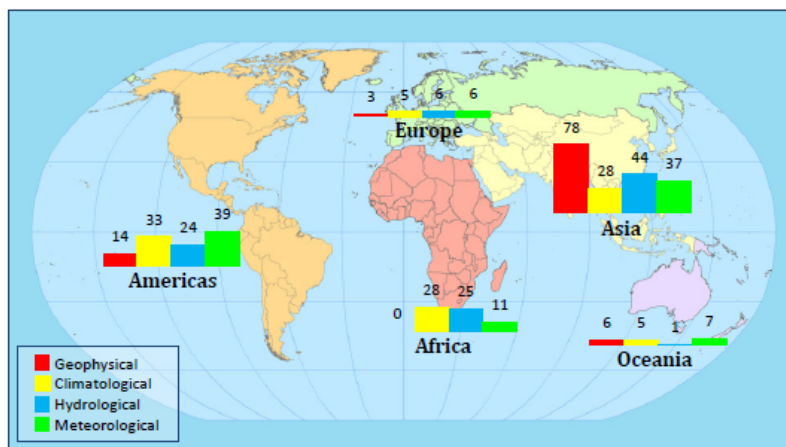 3 5 6 6
Europe
78 28 44 37
Asia
14 33 24 39
Americas
0 28 25 11
Africa
6 5 1 7
Oceania
Geophysical
Climatological
Hydrological
Meteorological